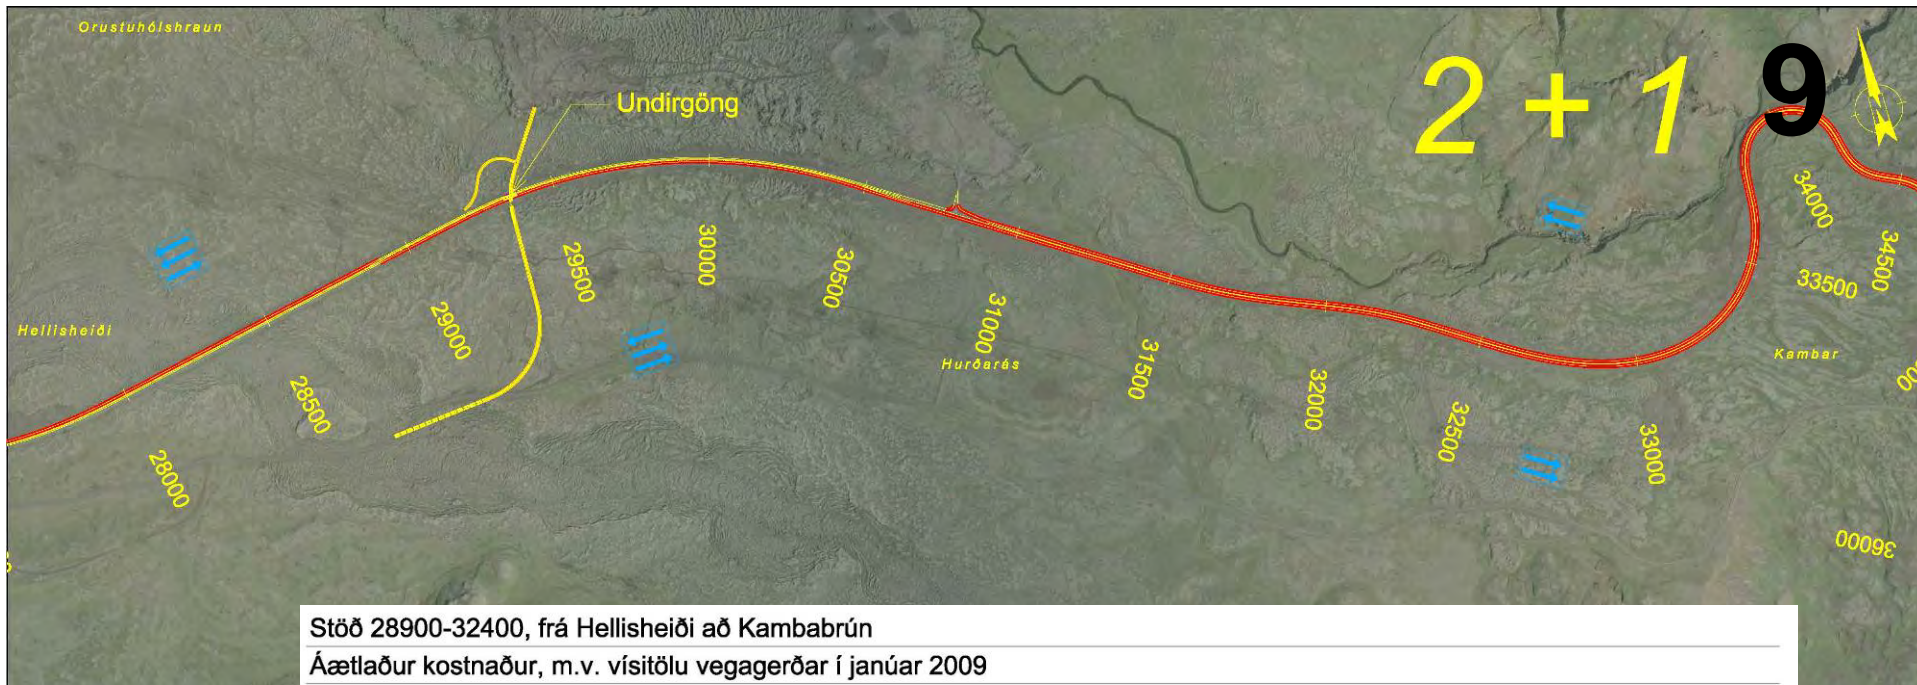 Orustuhólshraun
2 + 1
9
Undirgöng
Hellisheiði
28000
28500
29000
29500
30000
30500
31000
31500
32000
32500
33000
33500
34000
34500
36000
Hurðarás
Kambar
Stöð 28900-32400, frá Hellisheiði að Kambabrún
Áætlaður kostnaður, m.v. vísitölu vegagerðar í janúar 2009